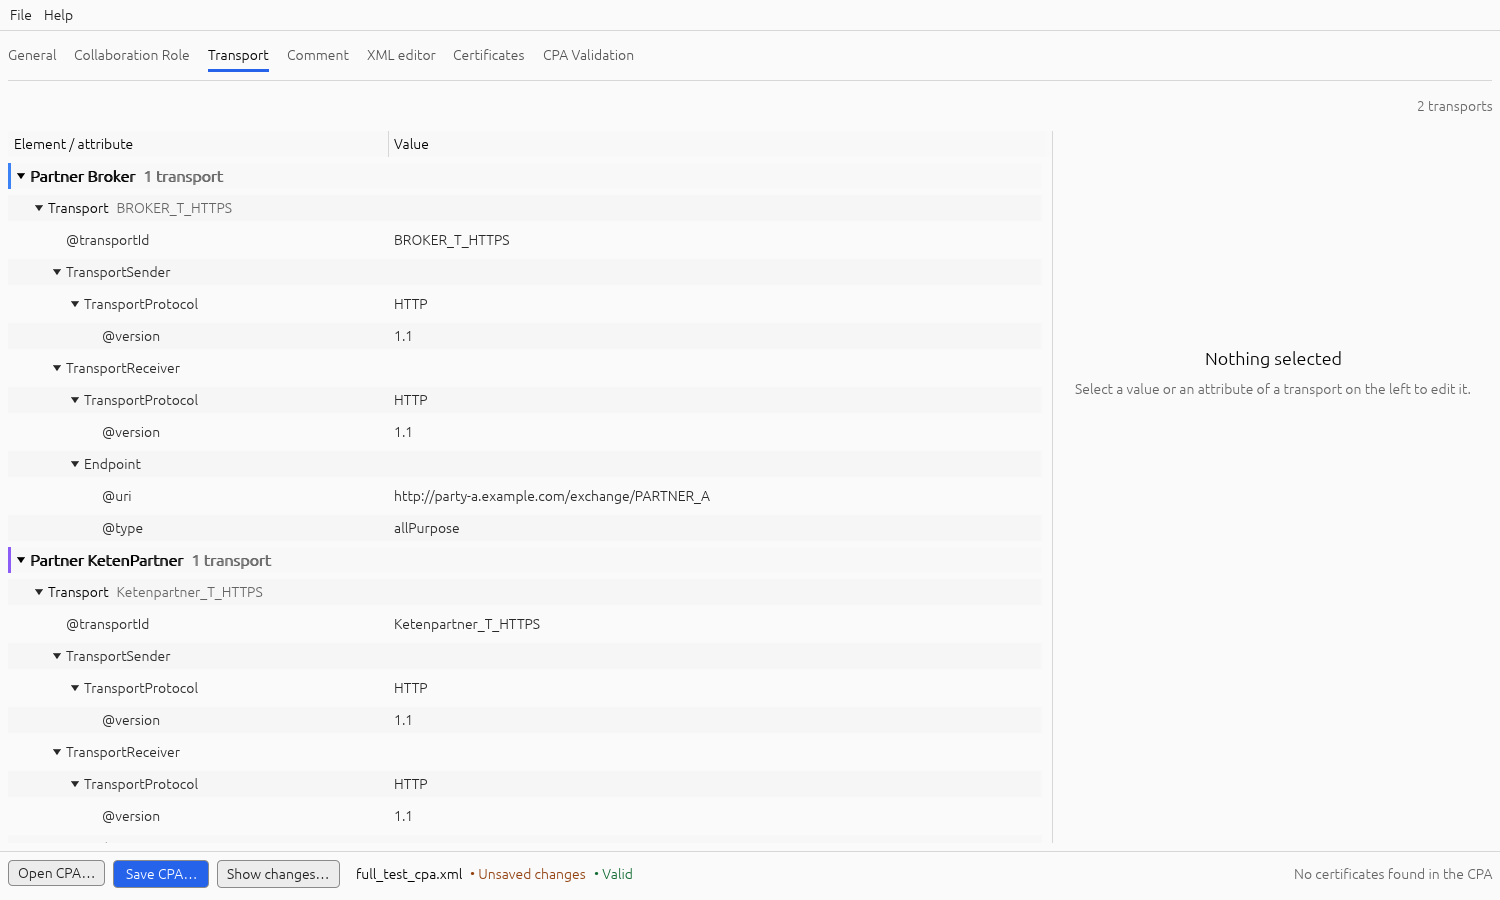 File Help
General Collaboration Role Transport Comment XML editor Certificates CPA Validation
2 transports
Element / attribute Value
Partner Broker 1 transport
Transport BROKER_T_HTTPS
@transportId BROKER_T_HTTPS
TransportSender
TransportProtocol HTTP
@version 1.1
TransportReceiver
TransportProtocol HTTP
@version 1.1
Endpoint
@uri http://party-a.example.com/exchange/PARTNER_A
@type allPurpose
Partner KetenPartner 1 transport
Transport Ketenpartner_T_HTTPS
@transportId Ketenpartner_T_HTTPS
TransportSender
TransportProtocol HTTP
@version 1.1
TransportReceiver
TransportProtocol HTTP
@version 1.1
Nothing selected
Select a value or an attribute of a transport on the left to edit it.
Open CPA... Save CPA... Show changes... full_test_cpa.xml • Unsaved changes • Valid No certificates found in the CPA